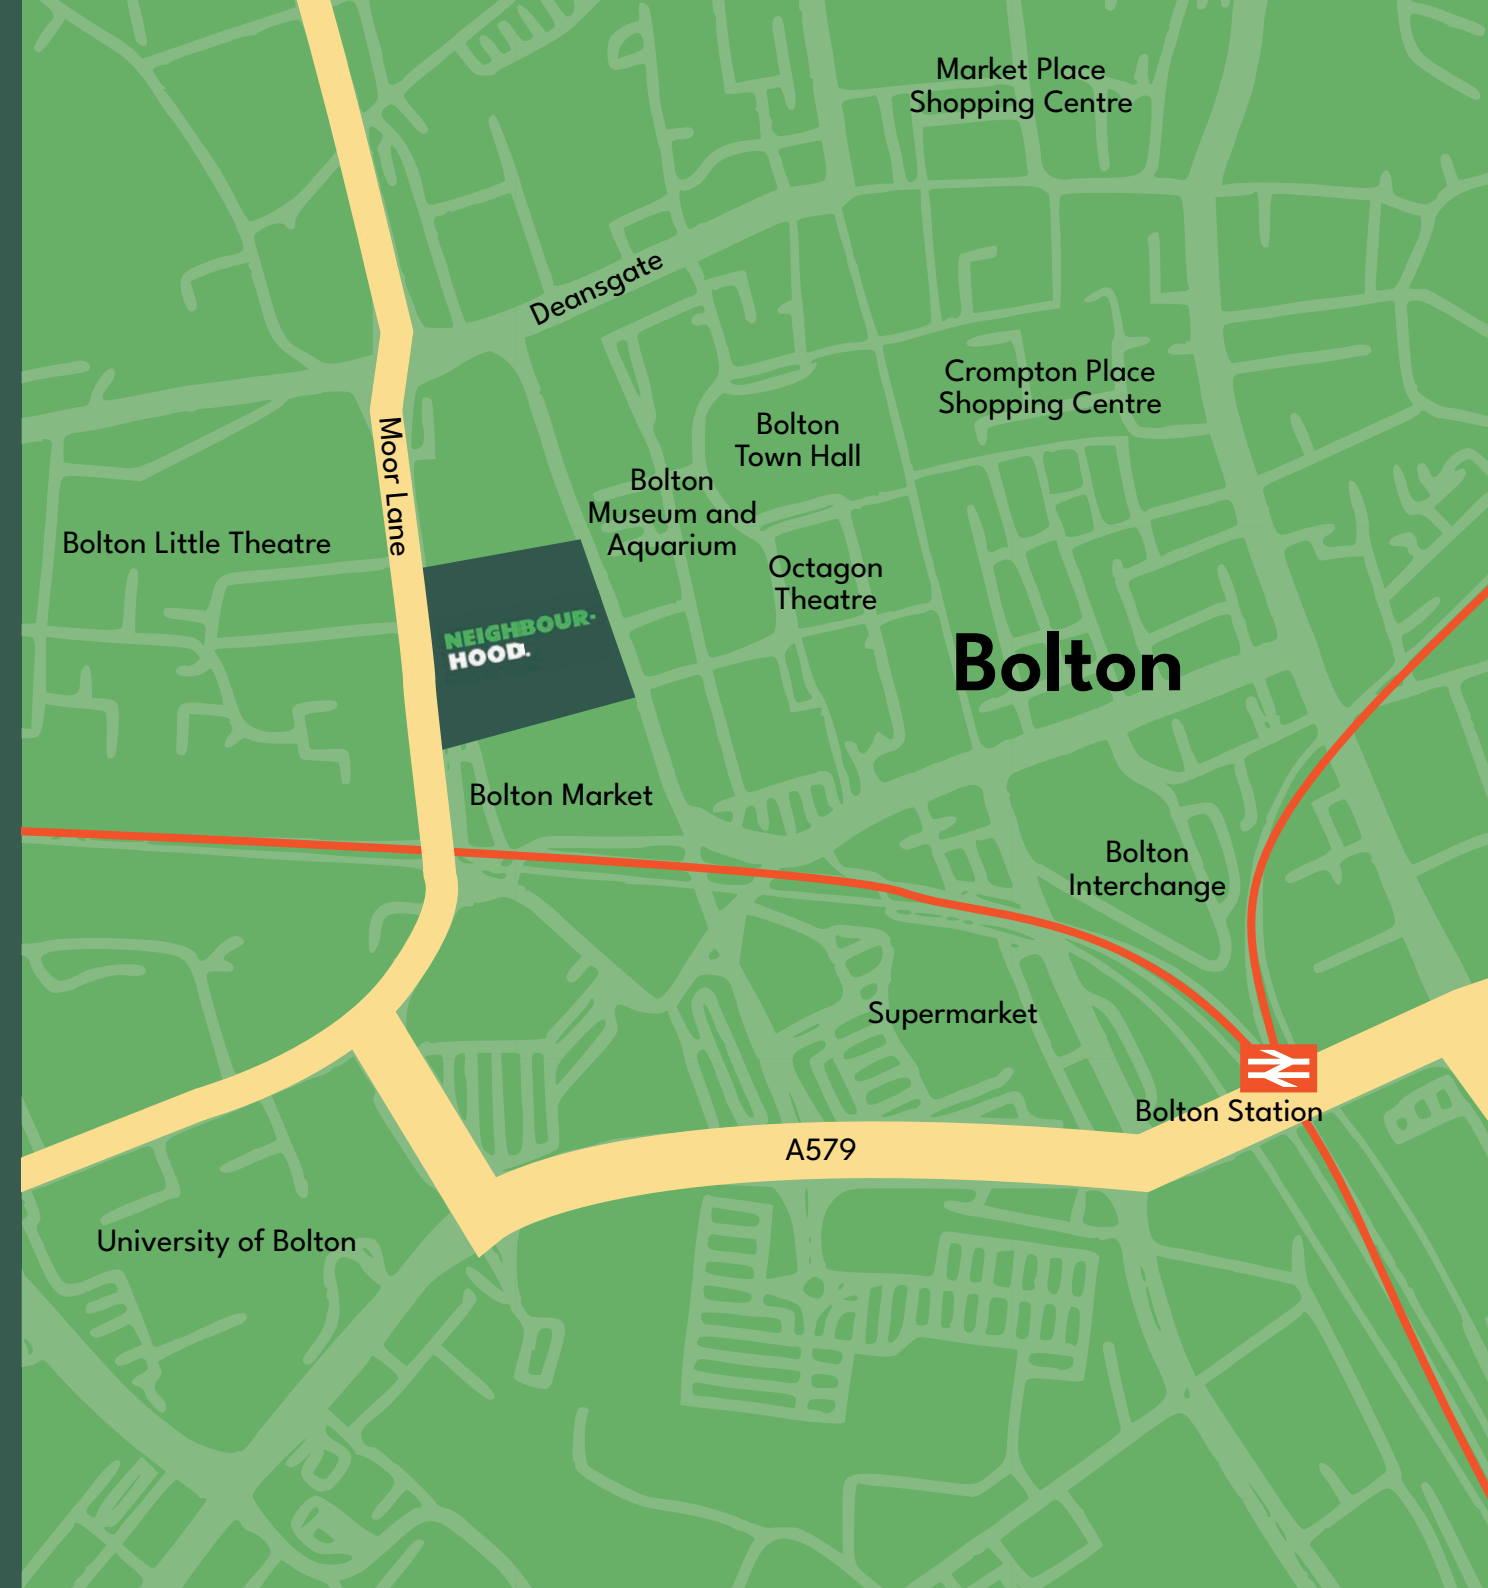 Market Place
Shopping Centre
Deansgate
Crompton Place
Shopping Centre
Moor Lane
Bolton
Town Hall
Bolton
Museum and
Aquarium
Bolton Little Theatre
Octagon
Theatre
NEIGHBOUR-
HOOD.
Bolton
Bolton Market
Bolton
Interchange
Supermarket
Bolton Station
A579
University of Bolton